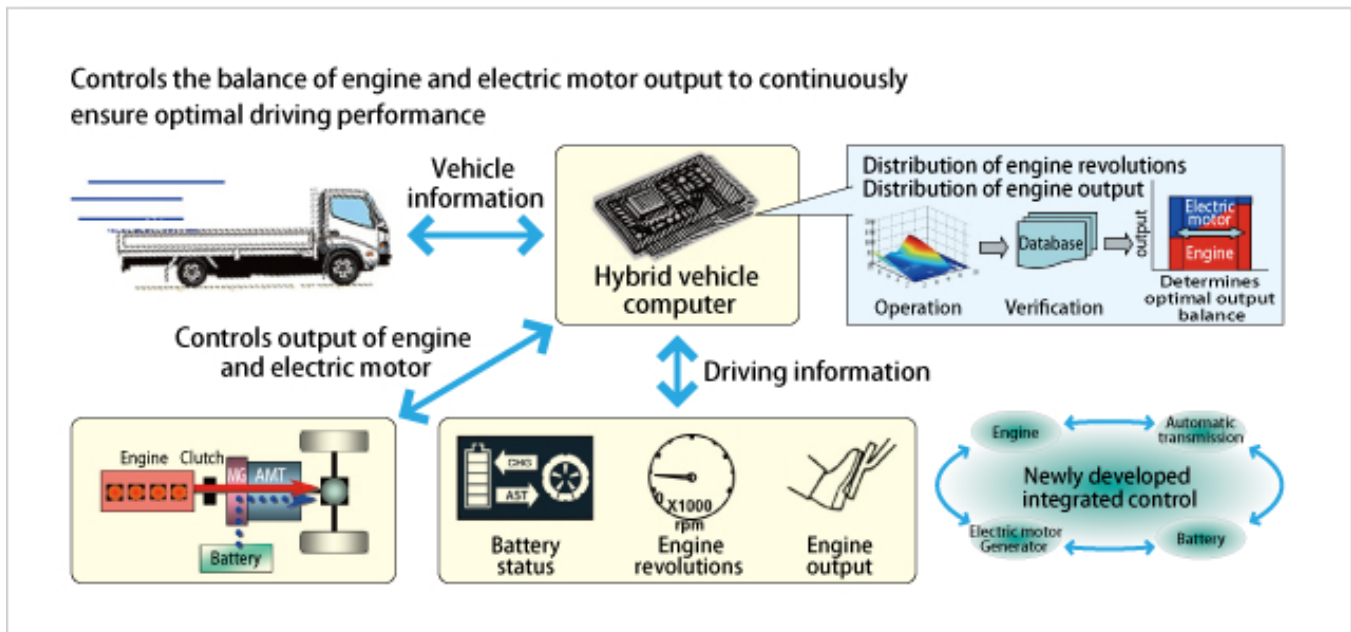 Controls the balance of engine and electric motor output to continuously
ensure optimal driving performance
Vehicle
information
Hybrid vehicle
computer
Distribution of engine revolutions
Distribution of engine output
Operation
Database
Verification
output
Electric
motor
Engine
Determines
optimal output
balance
Controls output of engine
and electric motor
Driving information
Engine
Clutch
MG
AMT
Battery
CHG
AST
Battery
status
0 X1000
rpm
Engine
revolutions
Engine
output
Engine
Automatic
transmission
Newly developed
integrated control
Electric motor
Generator
Battery